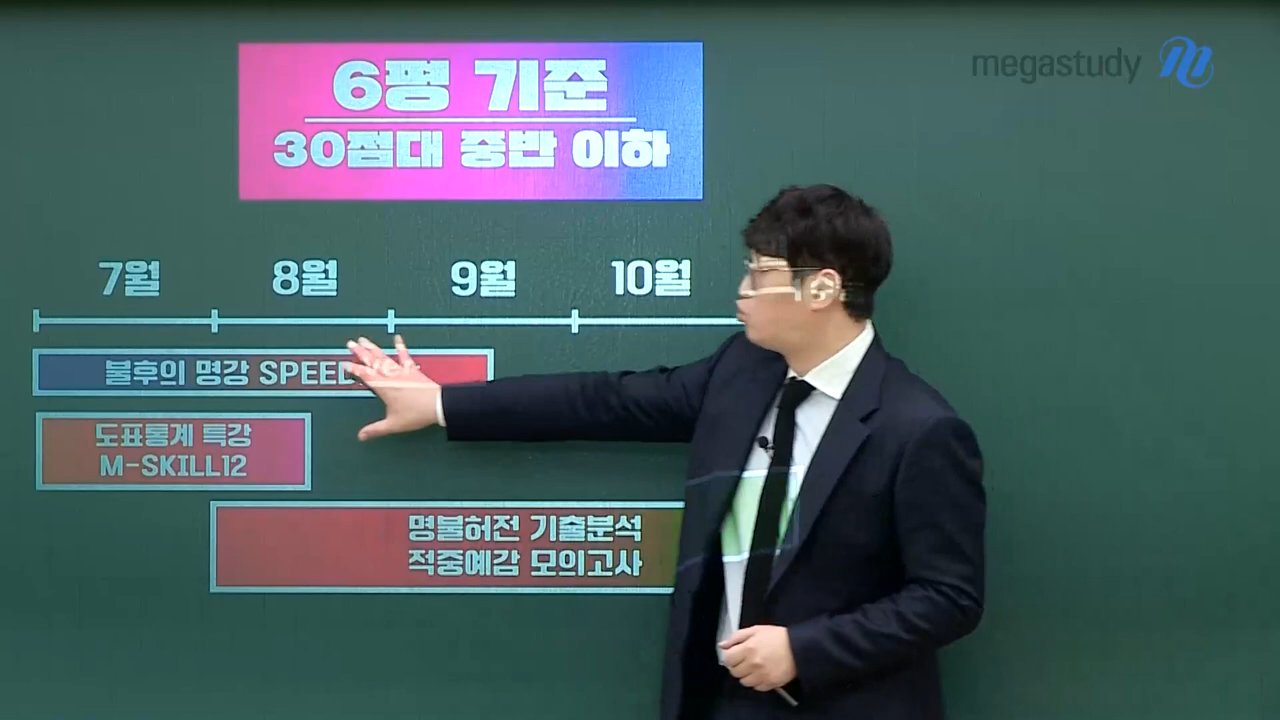 megastudy
6평 기준
30점대 중반 이하
7월 8월 9월 10월
불후의 명강 SPEED.ver.
도표통계 특강
M-SKILL12
명불허전 기출분석
적중예감 모의고사